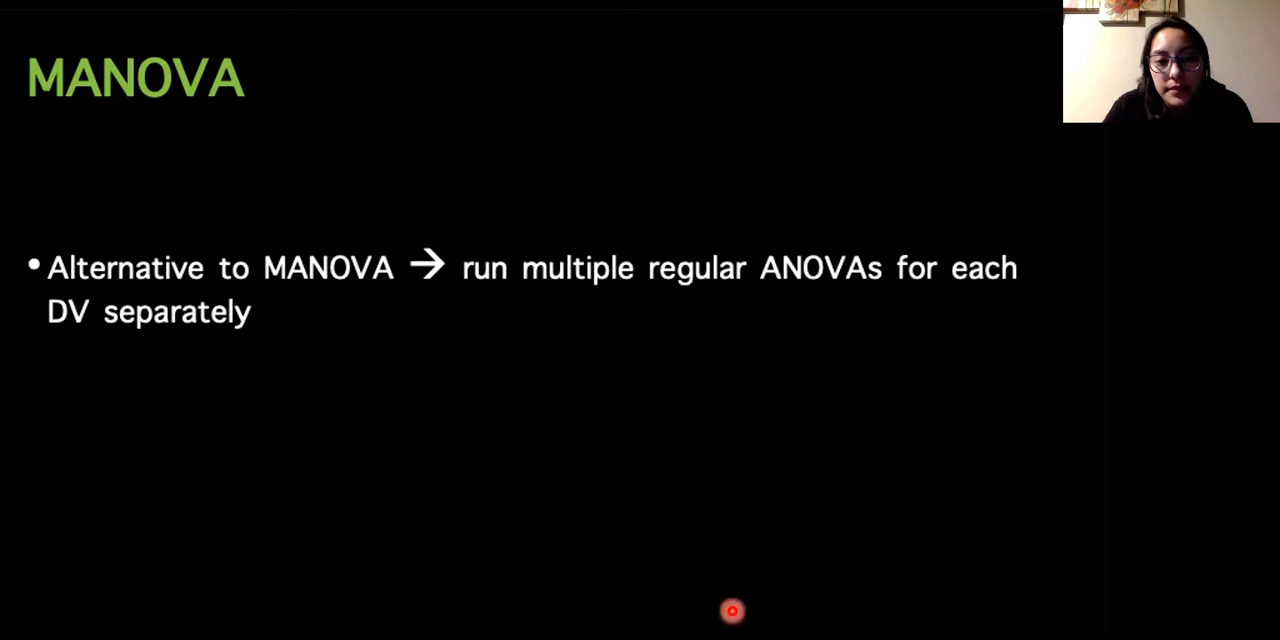 MANOVA
• Alternative to MANOVA → run multiple regular ANOVAs for each
DV separately